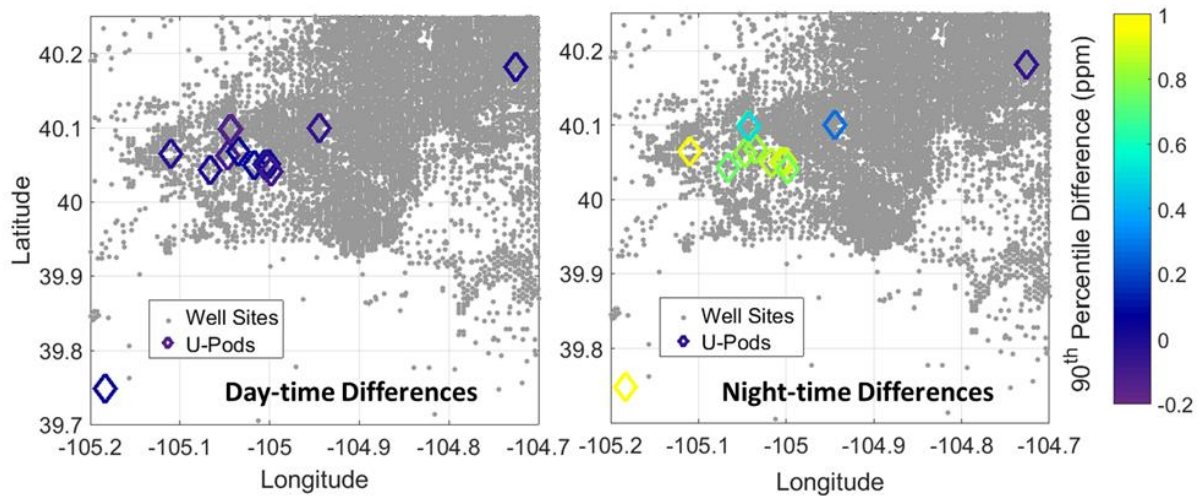 40.2
40.1
40
39.9
39.8
39.7
Latitude
Well Sites
U-Pods
Day-time Differences
-105.2 -105.1 -105 -104.9 -104.8 -104.7
Longitude
40.2
40.1
40
39.9
39.8
Well Sites
U-Pods
Night-time Differences
-105.2 -105.1 -105 -104.9 -104.8 -104.7
Longitude
1
0.8
0.6
0.4
0.2
0
-0.2
90th Percentile Difference (ppm)